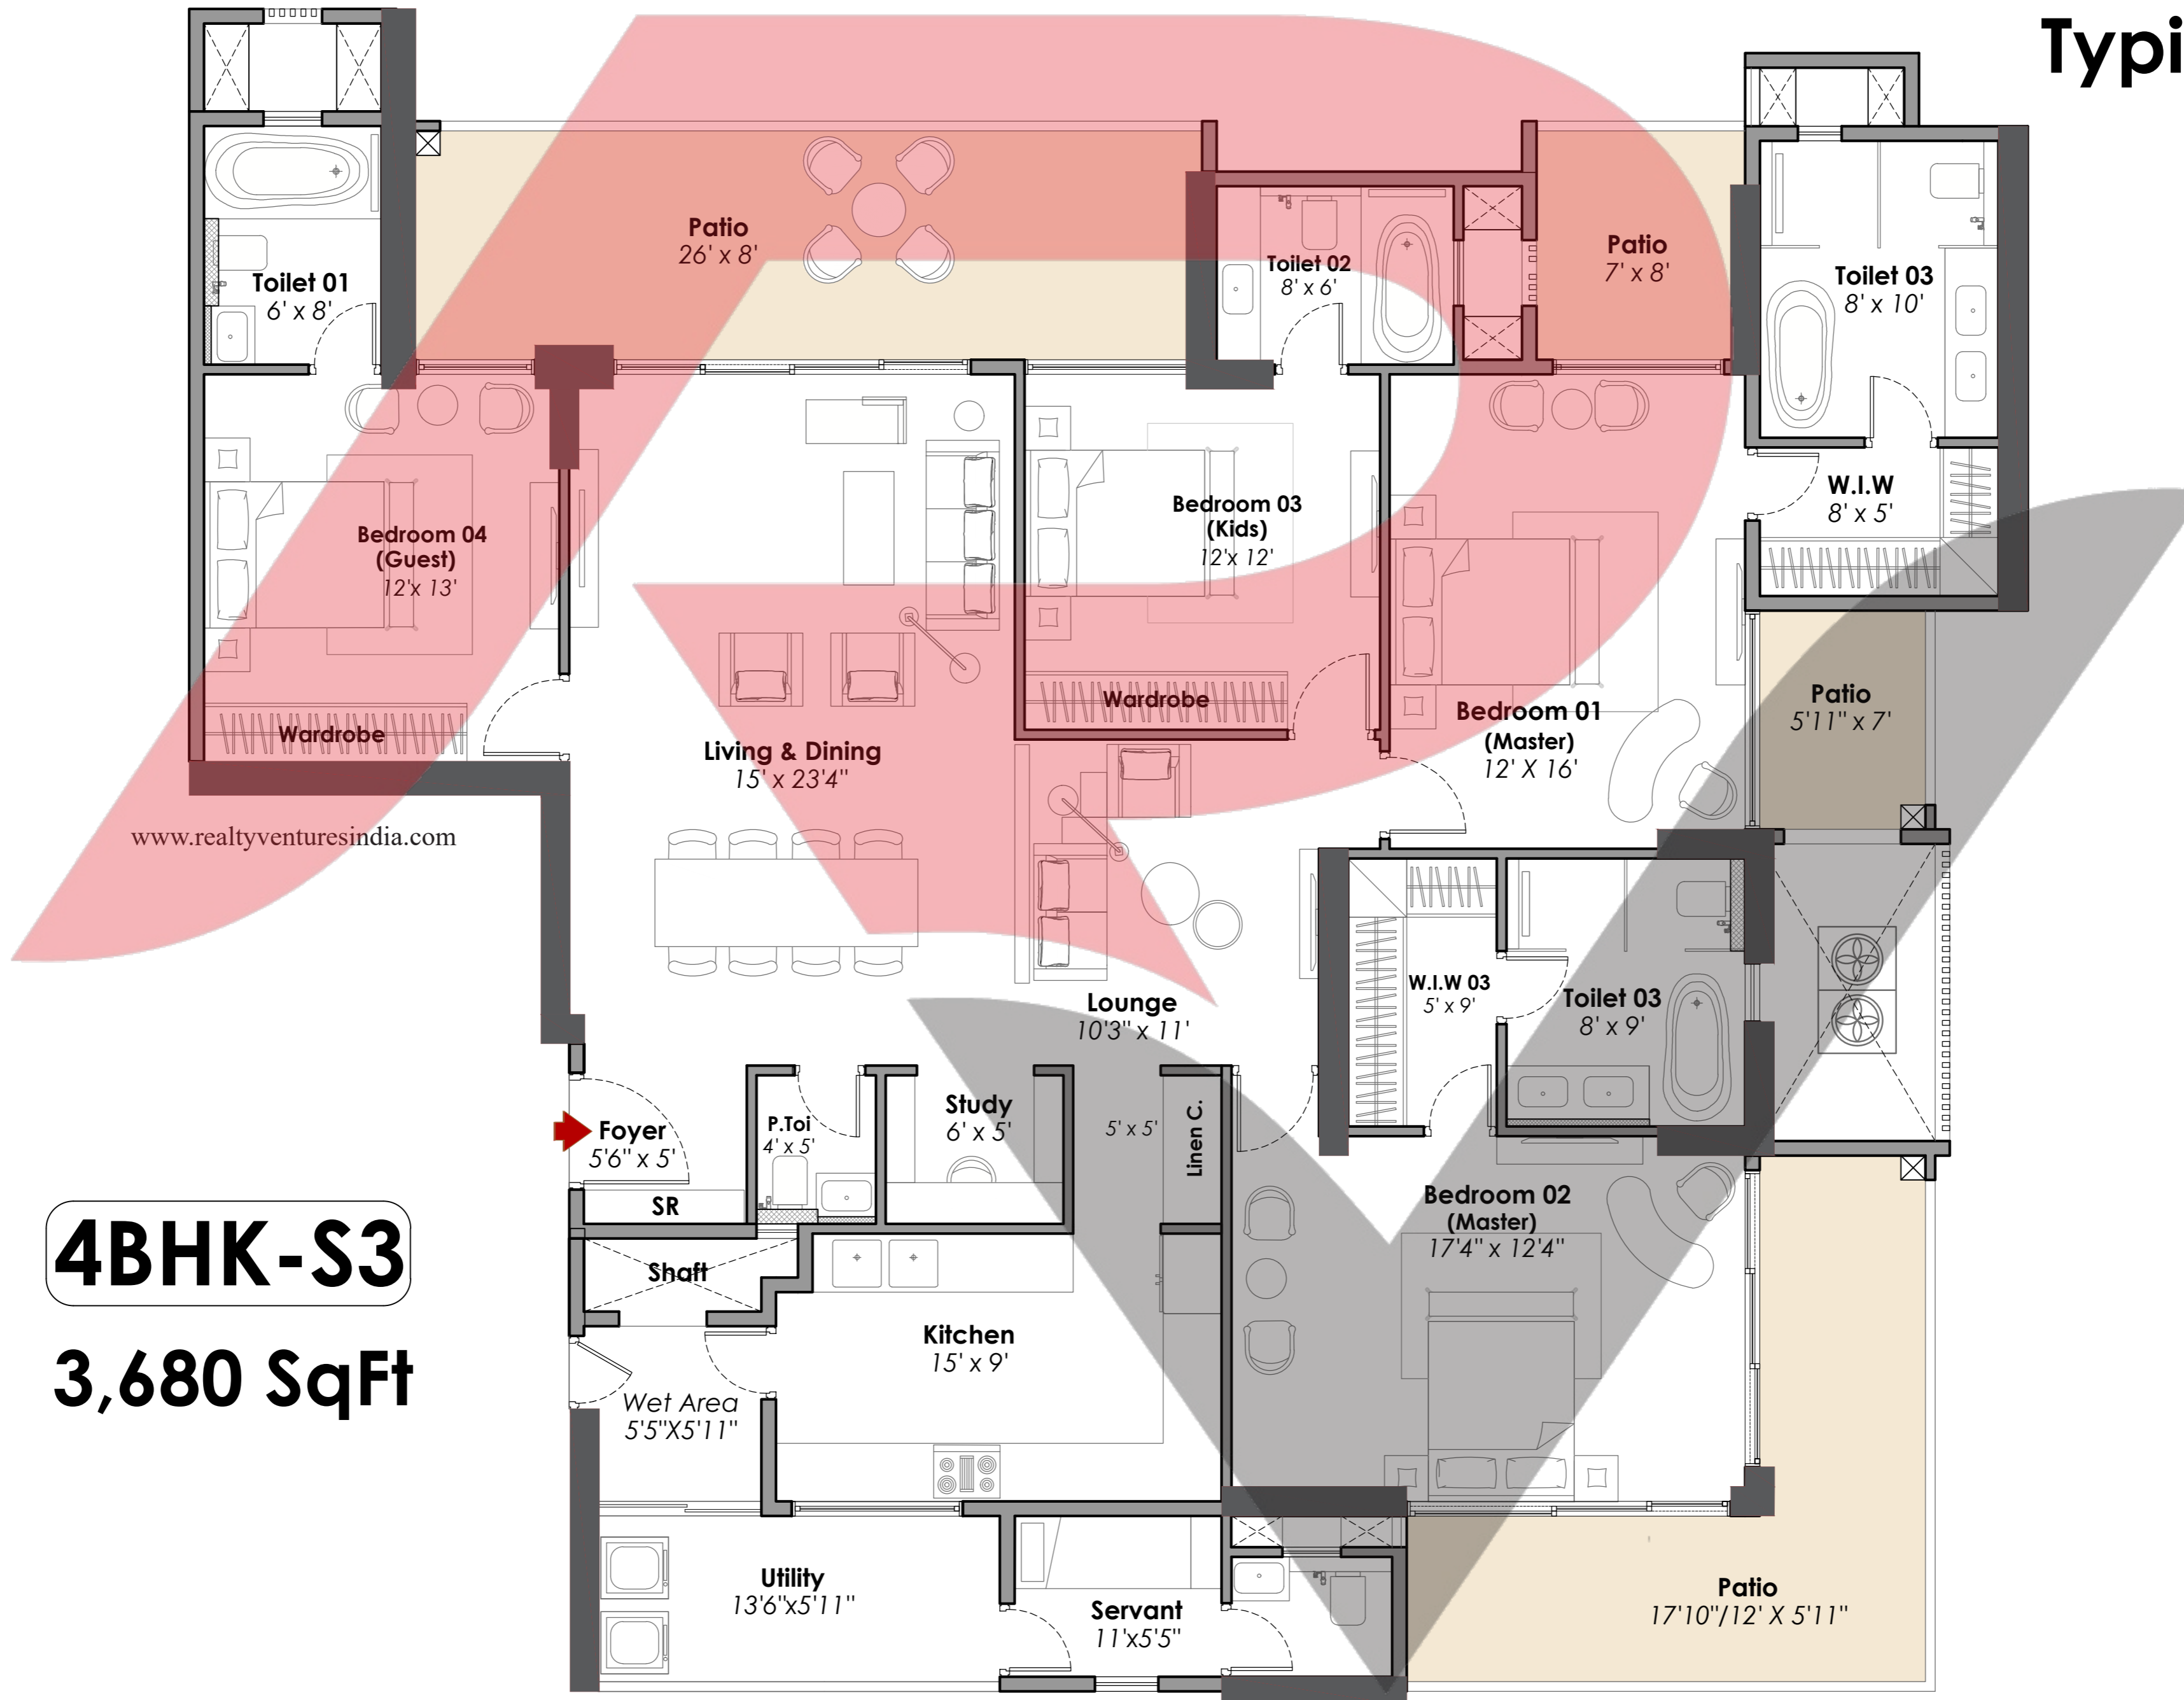 Typi
Patio
26' x 8'
Toilet 01
6' x 8'
Toilet 02
8' x 6'
Patio
7' x 8'
Toilet 03
8' x 10'
W.I.W
8' x 5'
Bedroom 04
(Guest)
12'x 13'
Bedroom 03
(Kids)
12'x 12'
Wardrobe
Wardrobe
Living & Dining
15' x 23'4"
Bedroom 01
(Master)
12' X 16'
Patio
5'11" x 7'
www.realtyventuresindia.com
Lounge
10'3" x 11'
W.I.W 03
5' x 9'
Toilet 03
8' x 9'
Foyer
5'6" x 5'
SR
P.Toi
4' x 5'
Study
6' x 5'
5' x 5'
Linen C.
Bedroom 02
(Master)
17'4" x 12'4"
4BHK-S3
3,680 SqFt
Shaft
Kitchen
15' x 9'
Wet Area
5'5"X5'11"
Utility
13'6"x5'11"
Servant
11'x5'5"
Patio
17'10"/12' X 5'11"